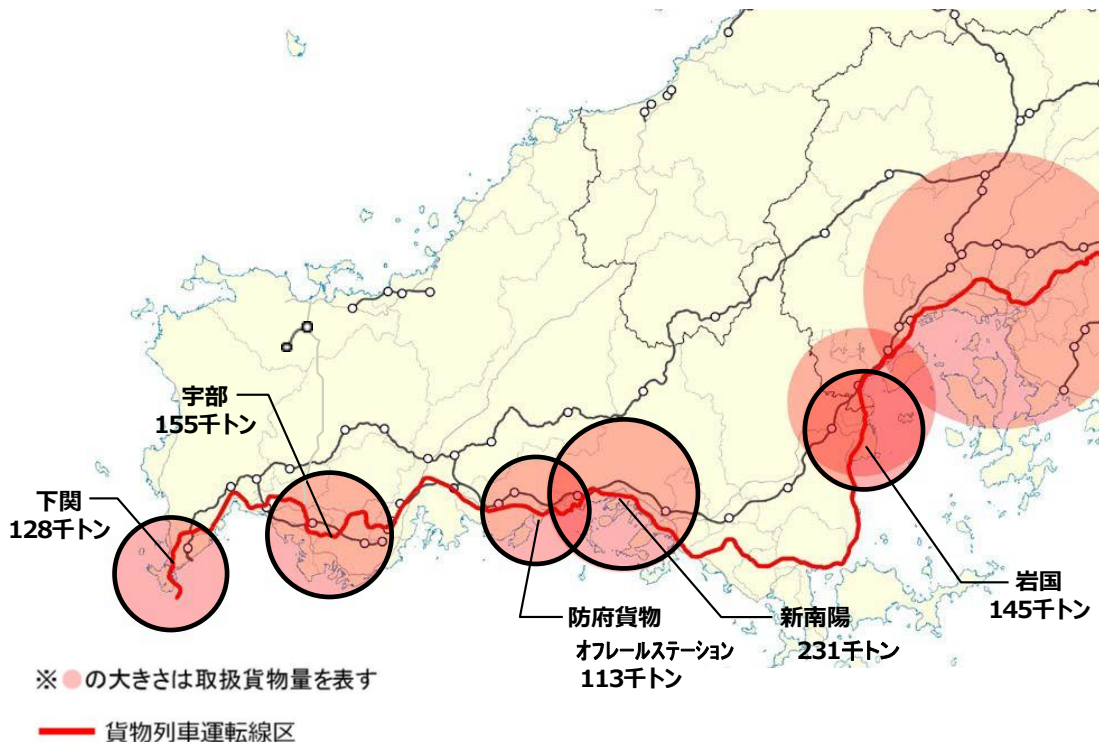 宇部
155千トン
下関
128千トン
岩国
145千トン
防府貨物
オフレールステーション
113千トン
新南陽
231千トン
※●の大きさは取扱貨物量を表す
貨物列車運転線区